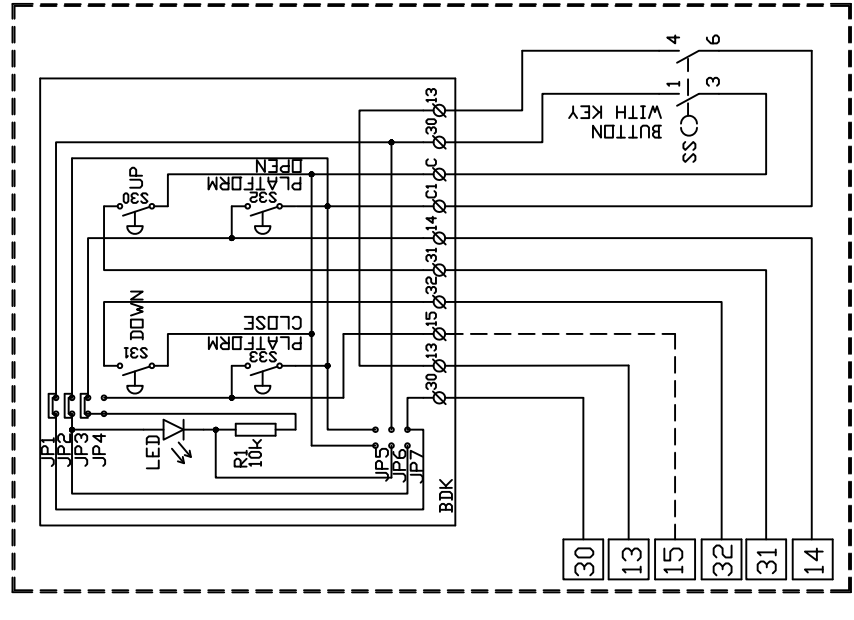 4
6
1
3
BUTTON
WITH KEY
SS
13
30
C
C1
14
31
32
15
13
30
UP
S30
PLATFORM
OPEN
S32
DOWN
S31
PLATFORM
CLOSE
S33
JP1
JP2
JP3
JP4
LED
R1
10k
JP5
JP6
JP7
BDK
30
13
15
32
31
14